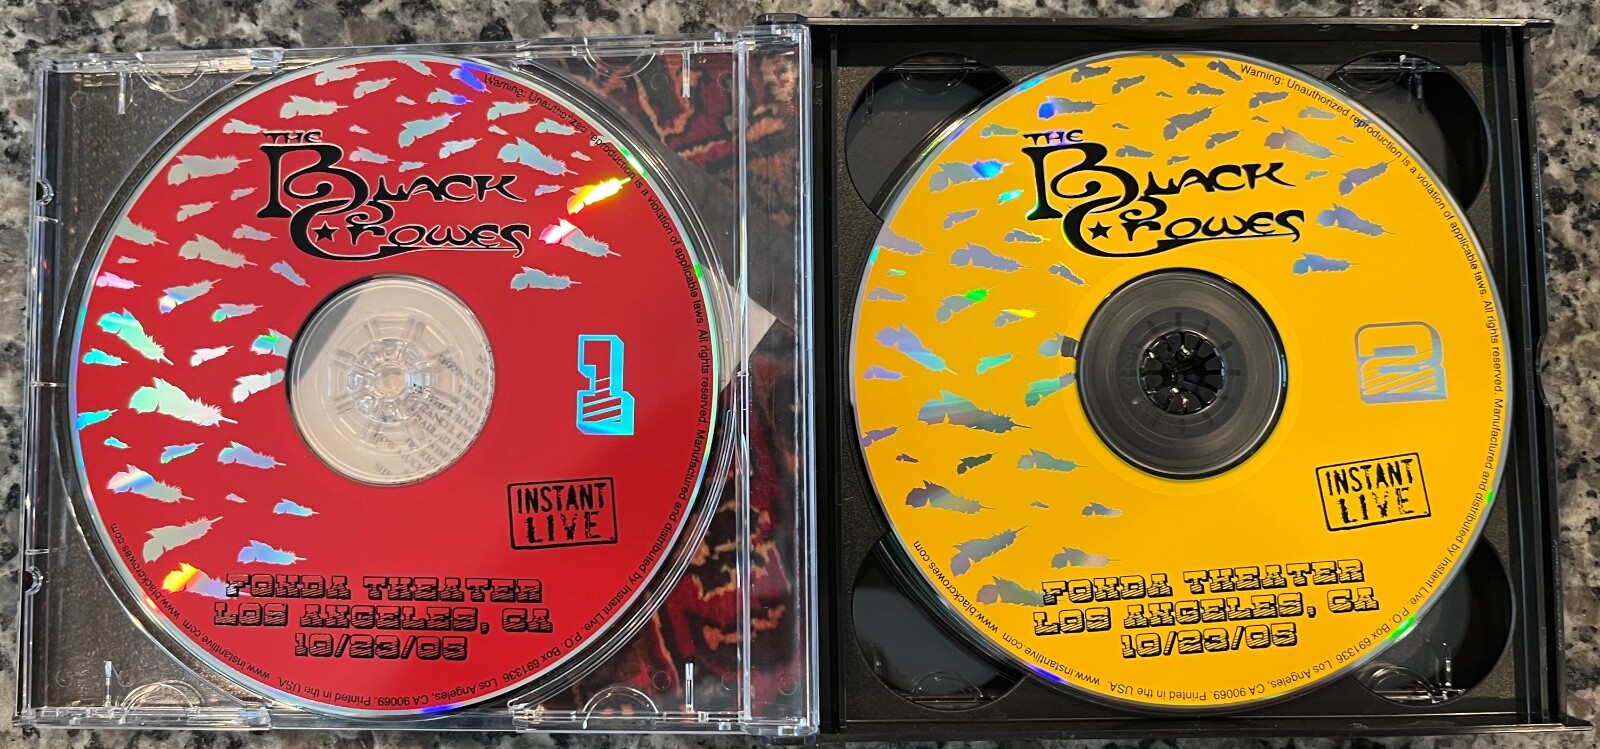 THE
BLACK
CROWES
1
INSTANT
LIVE
FONDA THEATER
LOS ANGELES, CA
10/23/05
Warning: Unauthorized reproduction is a violation of applicable laws. All rights reserved. Manufactured and distributed by Instant Live. P.O. Box 691336 Los Angeles, CA 90069. Printed in the USA. www.instantlive.com www.blackcrowes.com
THE
BLACK
CROWES
2
INSTANT
LIVE
FONDA THEATER
LOS ANGELES, CA
10/23/05
Warning: Unauthorized reproduction is a violation of applicable laws. All rights reserved. Manufactured and distributed by Instant Live. P.O. Box 691336 Los Angeles, CA 90069. Printed in the USA. www.instantlive.com www.blackcrowes.com